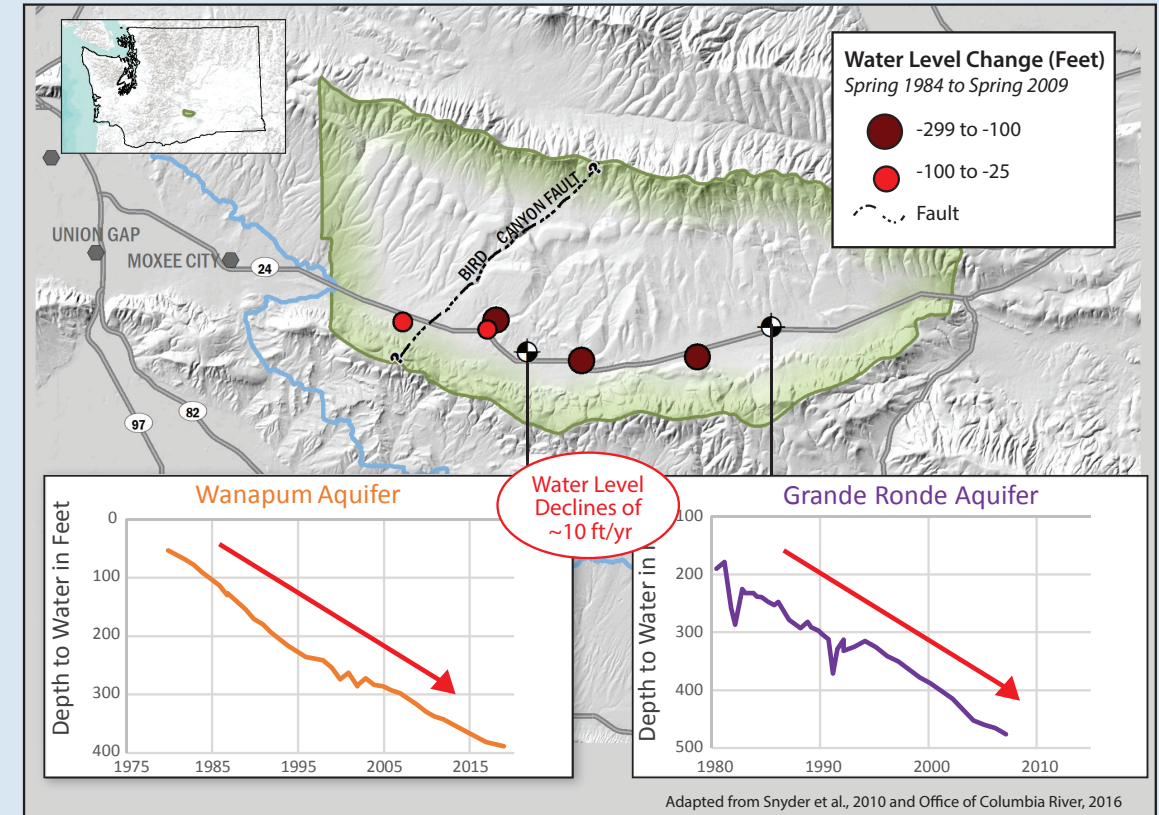 Water Level Change (Feet)
Spring 1984 to Spring 2009
-299 to -100
-100 to -25
Fault
BIRD CANYON FAULT
UNION GAP
MOXEE CITY
24
82
97
Water Level
Declines of
~10 ft/yr
Wanapum Aquifer
Depth to Water in Feet
0
100
200
300
400
1975
1985
1995
2005
2015
Grande Ronde Aquifer
Depth to Water in
100
200
300
400
500
1980
1990
2000
2010
Adapted from Snyder et al., 2010 and Office of Columbia River, 2016